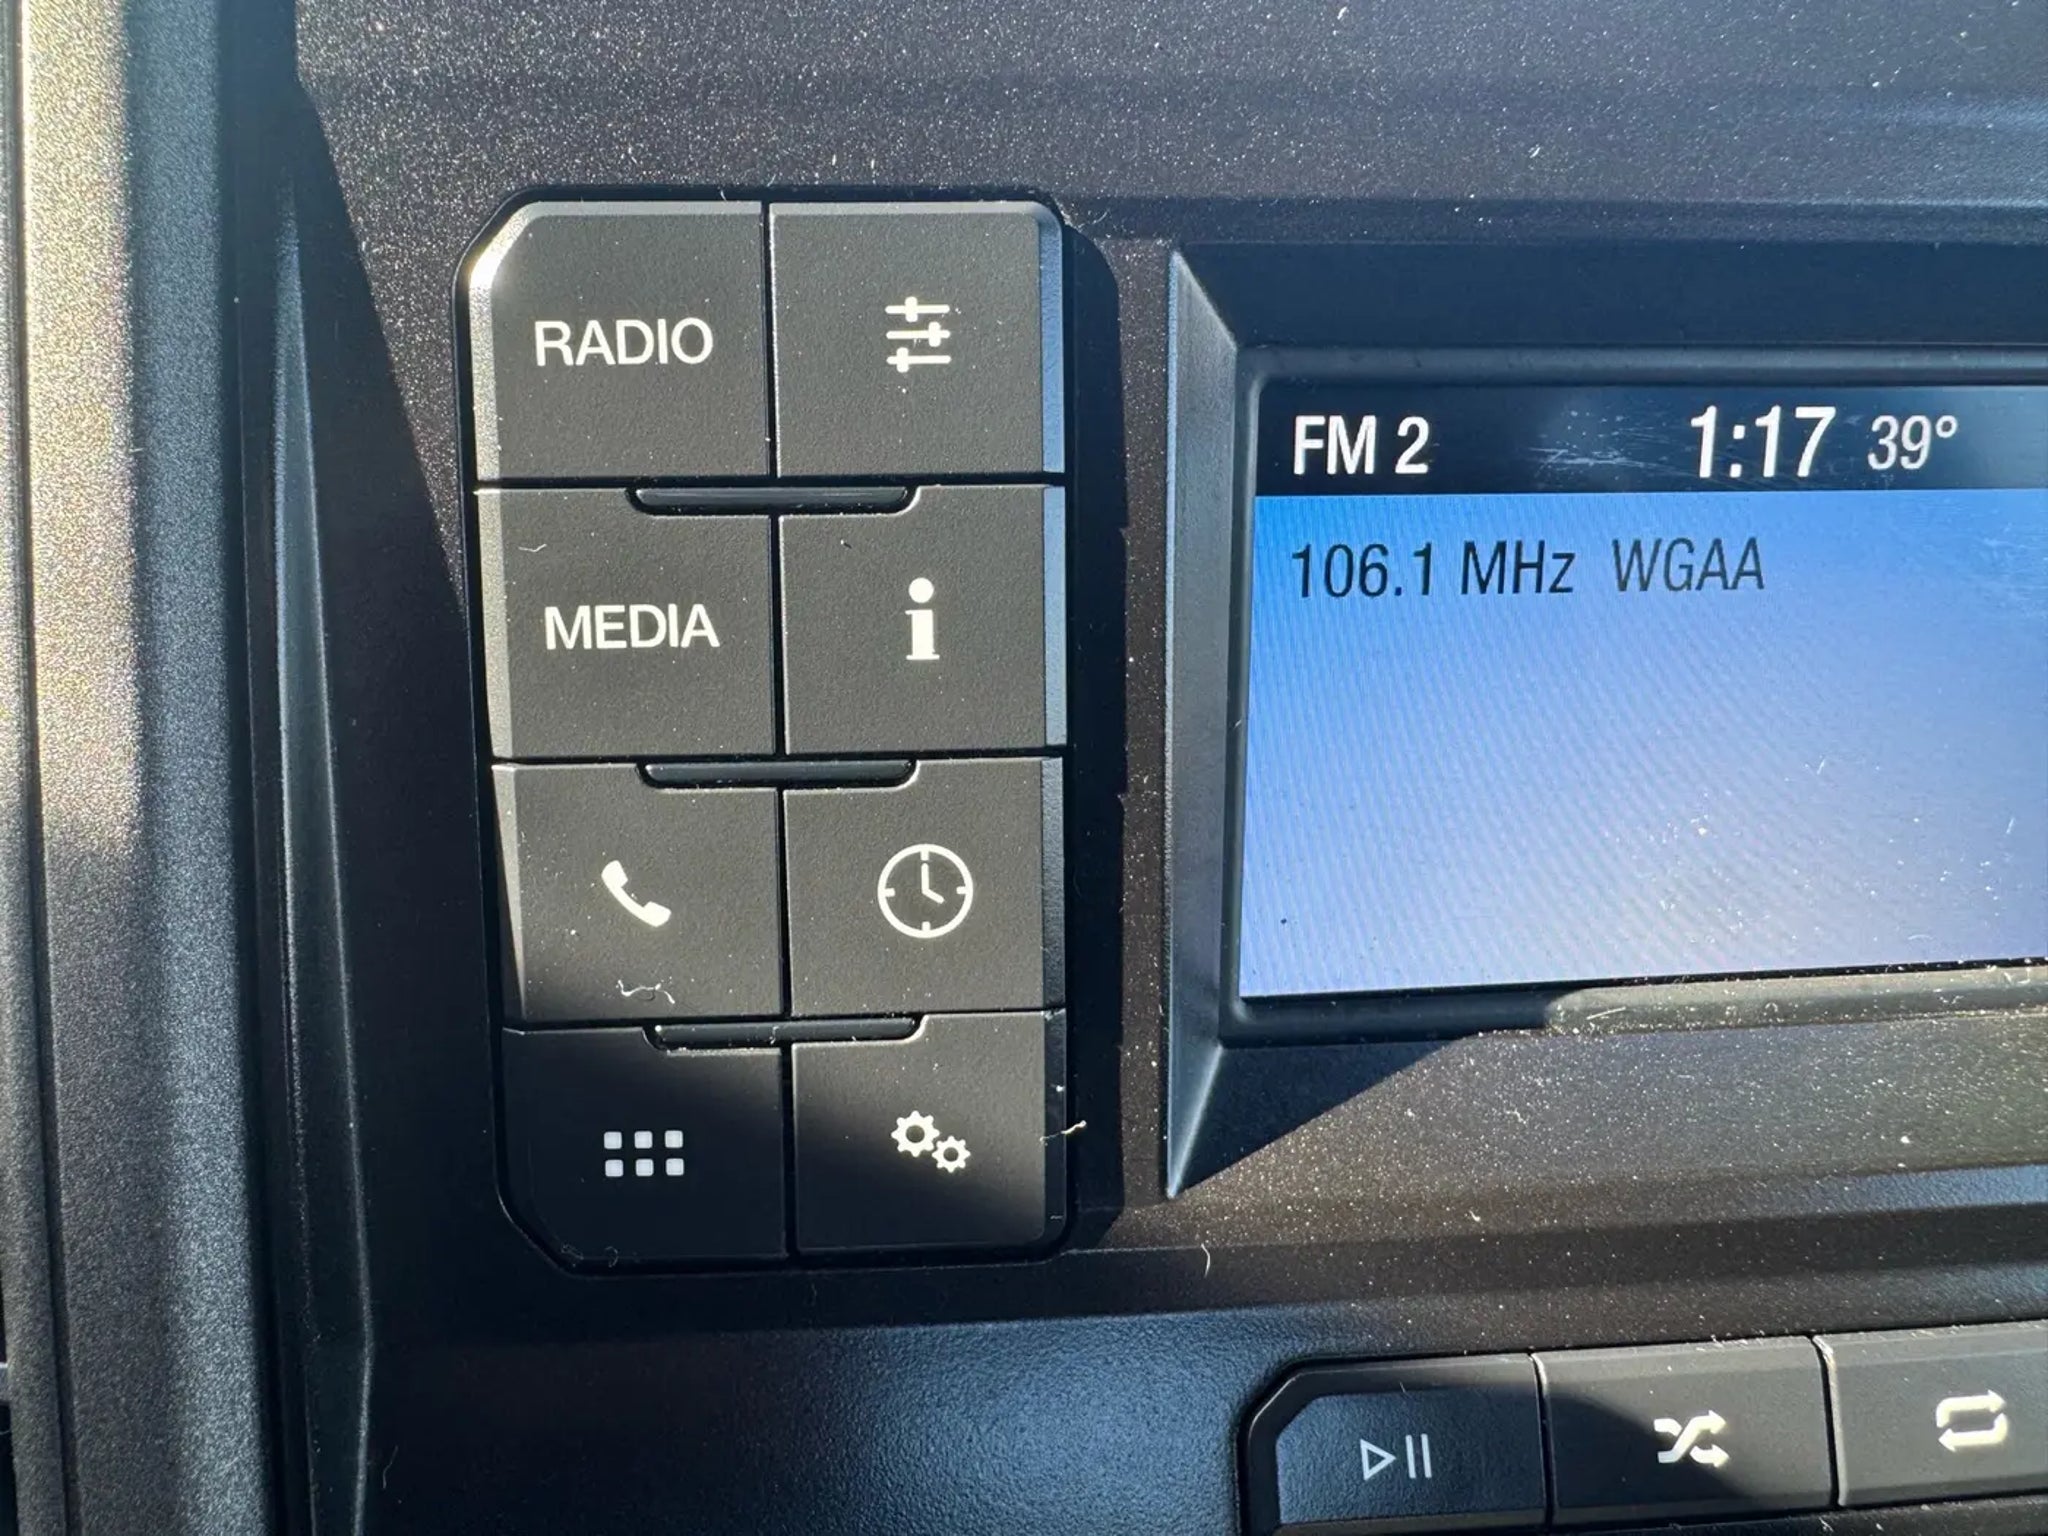 RADIO
MEDIA
FM 2 1:17 39°
106.1 MHz WGAA